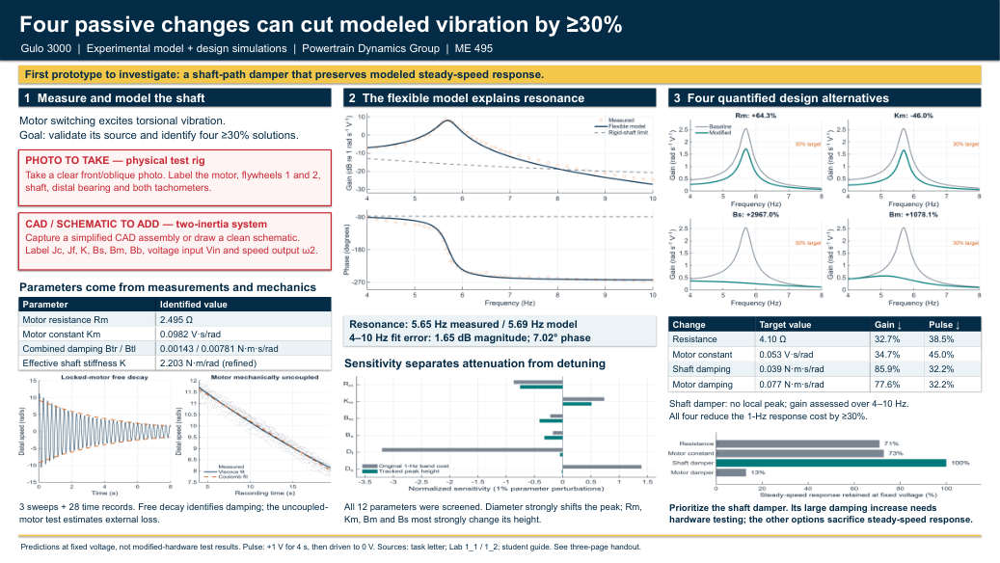 Four passive changes can cut modeled vibration by ≥30%
Gulo 3000 | Experimental model + design simulations | Powertrain Dynamics Group | ME 495
First prototype to investigate: a shaft-path damper that preserves modeled steady-speed response.
1 Measure and model the shaft
Motor switching excites torsional vibration.
Goal: validate its source and identify four ≥30% solutions.
PHOTO TO TAKE — physical test rig
Take a clear front/oblique photo. Label the motor, flywheels 1 and 2,
shaft, distal bearing and both tachometers.
CAD / SCHEMATIC TO ADD — two-inertia system
Capture a simplified CAD assembly or draw a clean schematic.
Label Jc, Jf, K, Bs, Bm, Bb, voltage input Vin and speed output ω2.
Parameters come from measurements and mechanics
Parameter Identified value
Motor resistance Rm 2.495 Ω
Motor constant Km 0.0982 V·s/rad
Combined damping Btr / Btl 0.00143 / 0.00781 N·m·s/rad
Effective shaft stiffness K 2.203 N·m/rad (refined)
Locked-motor free decay
Distal speed (rad/s)
15
10
5
0
-5
-10
-15
0 2 4 6 8
Time (s)
Motor mechanically uncoupled
Distal speed (rad/s)
12
11.5
11
10.5
10
9.5
9
8.5
8
7.5
Measured
Viscous fit
Coulomb fit
0 1 2 3 4 5
Recording time (s)
3 sweeps + 28 time records. Free decay identifies damping; the uncoupled-
motor test estimates external loss.
2 The flexible model explains resonance
Gain (dB re 1 rad s⁻¹ V⁻¹)
10
0
-10
-20
-30
Measured
Flexible model
Rigid-shaft limit
4 5 6 7 8 9 10
Phase (degrees)
-90
-180
-270
4 5 6 7 8 9 10
Frequency (Hz)
Resonance: 5.65 Hz measured / 5.69 Hz model
4–10 Hz fit error: 1.65 dB magnitude; 7.02° phase
Sensitivity separates attenuation from detuning
Original 1-Hz band cost
Tracked peak height
-3.5 -3 -2.5 -2 -1.5 -1 -0.5 0 0.5 1 1.5
Normalized sensitivity (1% parameter perturbations)
All 12 parameters were screened. Diameter strongly shifts the peak; Rm,
Km, Bm and Bs most strongly change its height.
3 Four quantified design alternatives
Rm: +64.3%
Gain (rad s⁻¹ V⁻¹)
2.5
2
1.5
1
0.5
0
Baseline
Modified
30% target
4 5 6 7 8
Frequency (Hz)
Km: -46.0%
Gain (rad s⁻¹ V⁻¹)
2.5
2
1.5
1
0.5
0
30% target
4 5 6 7 8
Frequency (Hz)
Bs: +2967.0%
Gain (rad s⁻¹ V⁻¹)
2.5
2
1.5
1
0.5
0
30% target
4 5 6 7 8
Frequency (Hz)
Bm: +1078.1%
Gain (rad s⁻¹ V⁻¹)
2.5
2
1.5
1
0.5
0
30% target
4 5 6 7 8
Frequency (Hz)
Change Target value Gain ↓ Pulse ↓
Resistance 4.10 Ω 32.7% 38.5%
Motor constant 0.053 V·s/rad 34.7% 45.0%
Shaft damping 0.039 N·m·s/rad 85.9% 32.2%
Motor damping 0.077 N·m·s/rad 77.6% 32.2%
Shaft damper: no local peak; gain assessed over 4–10 Hz.
All four reduce the 1-Hz response cost by ≥30%.
Resistance 71%
Motor constant 73%
Shaft damper 100%
Motor damper 13%
0 20 40 60 80 100
Steady-speed response retained at fixed voltage (%)
Prioritize the shaft damper. Its large damping increase needs
hardware testing; the other options sacrifice steady-speed response.
Predictions at fixed voltage, not modified-hardware test results. Pulse: +1 V for 4 s, then driven to 0 V. Sources: task letter; Lab 1_1 / 1_2; student guide. See three-page handout.